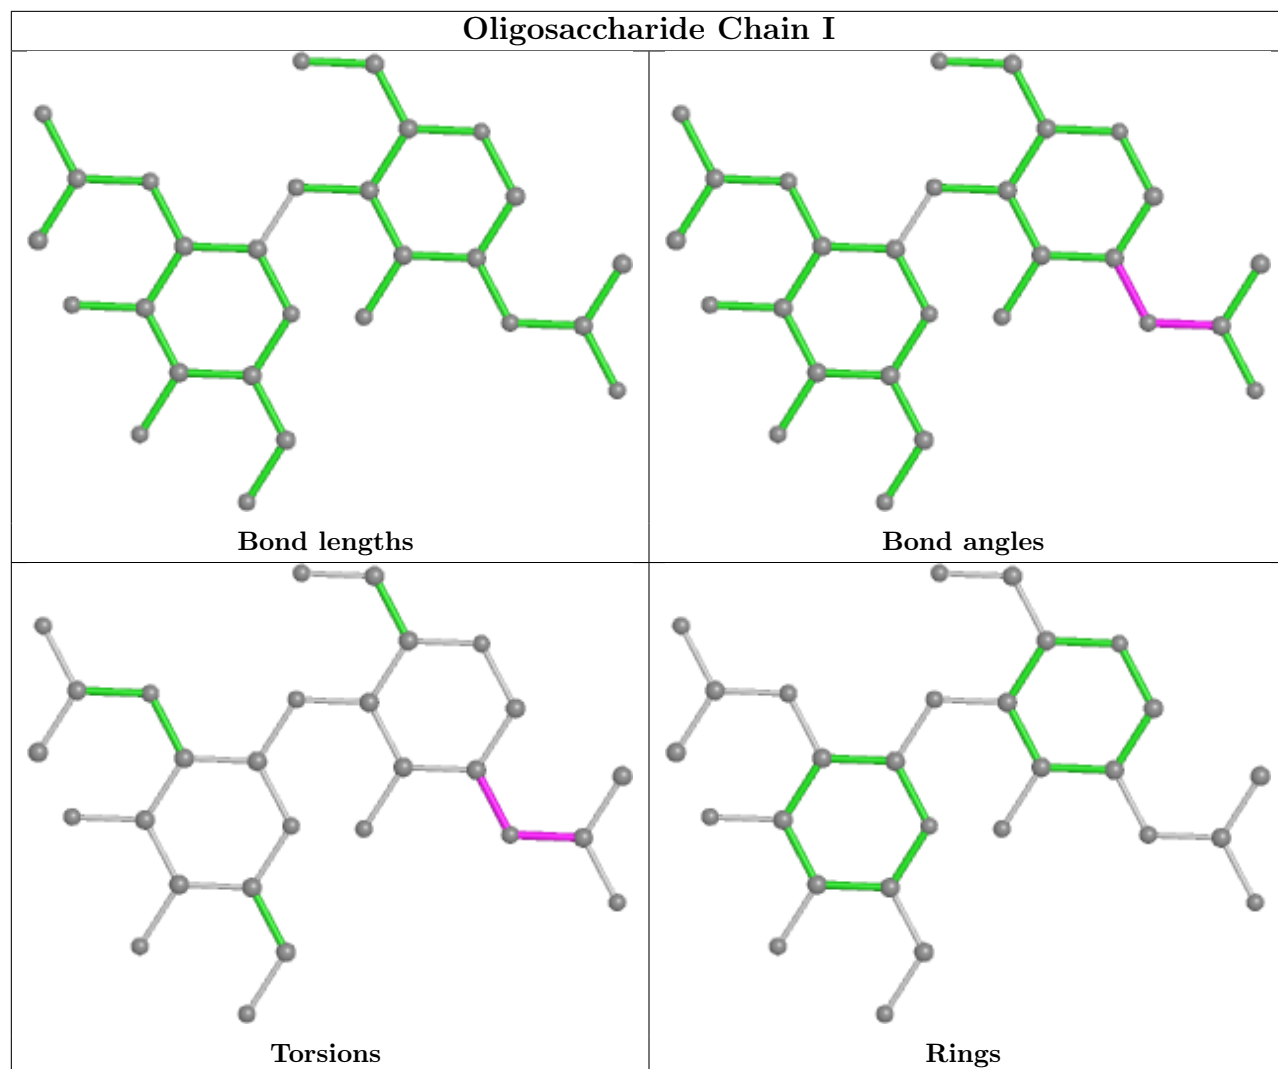 Oligosaccharide Chain I
Bond lengths
Bond angles
Torsions
Rings